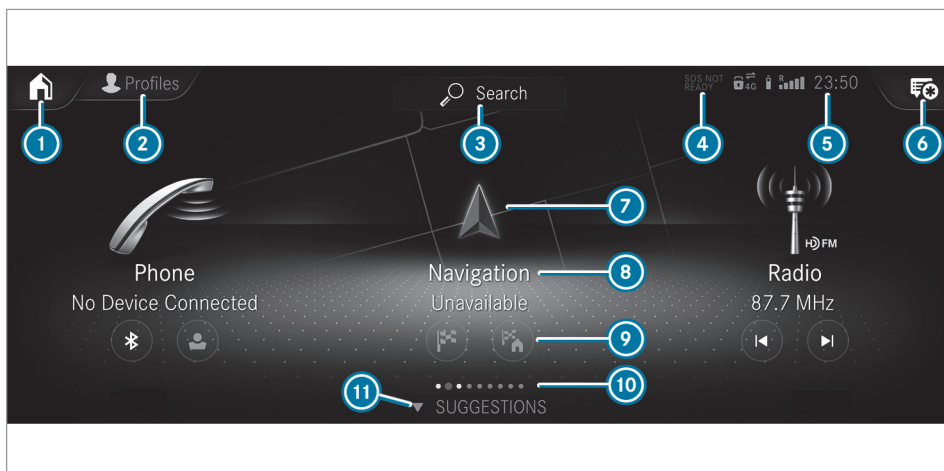 Profiles
Search
SOS NOT
READY
4G
R
23:50
1
2
3
4
5
6
7
HD FM
Phone
Navigation
8
Radio
No Device Connected
Unavailable
87.7 MHz
9
10
11
SUGGESTIONS